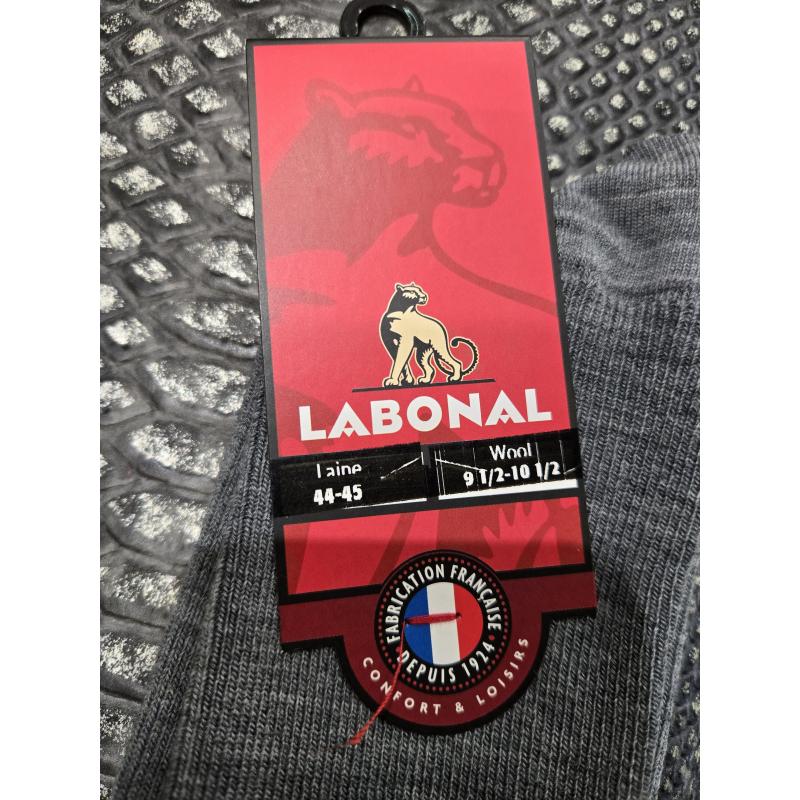 LABONAL
Laine
44-45
Wool
9 1/2-10 1/2
FABRICATION FRANÇAISE
DEPUIS 1924
CONFORT & LOISIRS